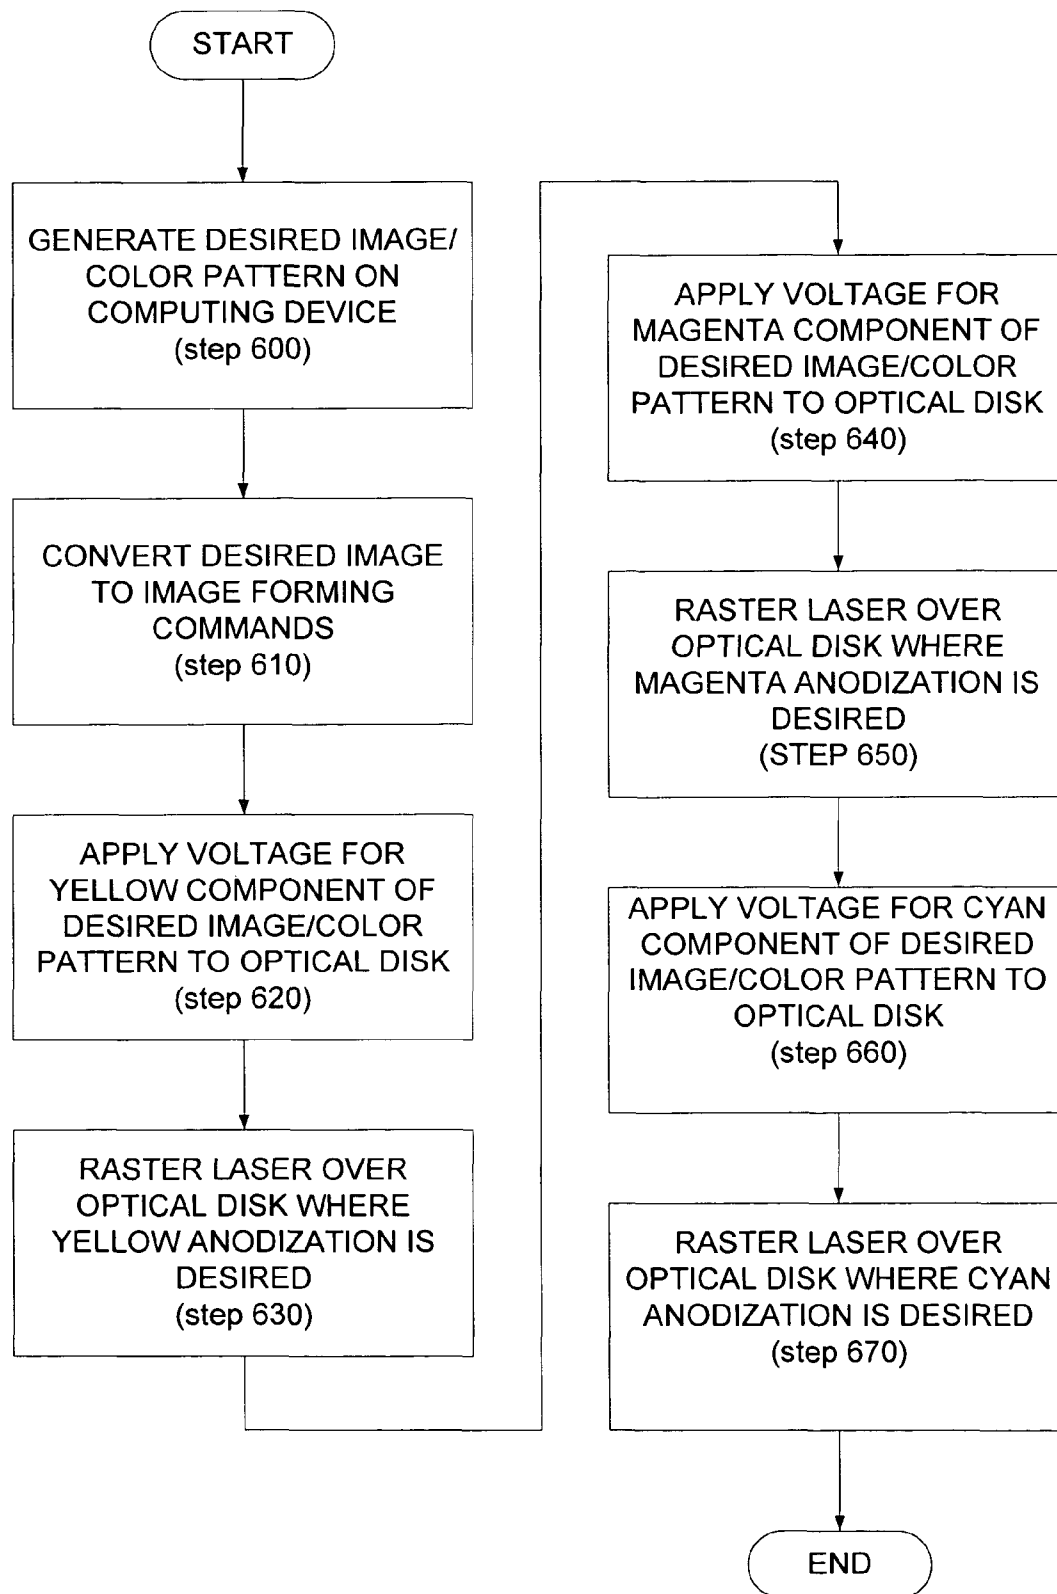 START
GENERATE DESIRED IMAGE/
COLOR PATTERN ON
COMPUTING DEVICE
(step 600)
CONVERT DESIRED IMAGE
TO IMAGE FORMING
COMMANDS
(step 610)
APPLY VOLTAGE FOR
YELLOW COMPONENT OF
DESIRED IMAGE/COLOR
PATTERN TO OPTICAL DISK
(step 620)
RASTER LASER OVER
OPTICAL DISK WHERE
YELLOW ANODIZATION IS
DESIRED
(step 630)
APPLY VOLTAGE FOR
MAGENTA COMPONENT OF
DESIRED IMAGE/COLOR
PATTERN TO OPTICAL DISK
(step 640)
RASTER LASER OVER
OPTICAL DISK WHERE
MAGENTA ANODIZATION IS
DESIRED
(STEP 650)
APPLY VOLTAGE FOR CYAN
COMPONENT OF DESIRED
IMAGE/COLOR PATTERN TO
OPTICAL DISK
(step 660)
RASTER LASER OVER
OPTICAL DISK WHERE CYAN
ANODIZATION IS DESIRED
(step 670)
END